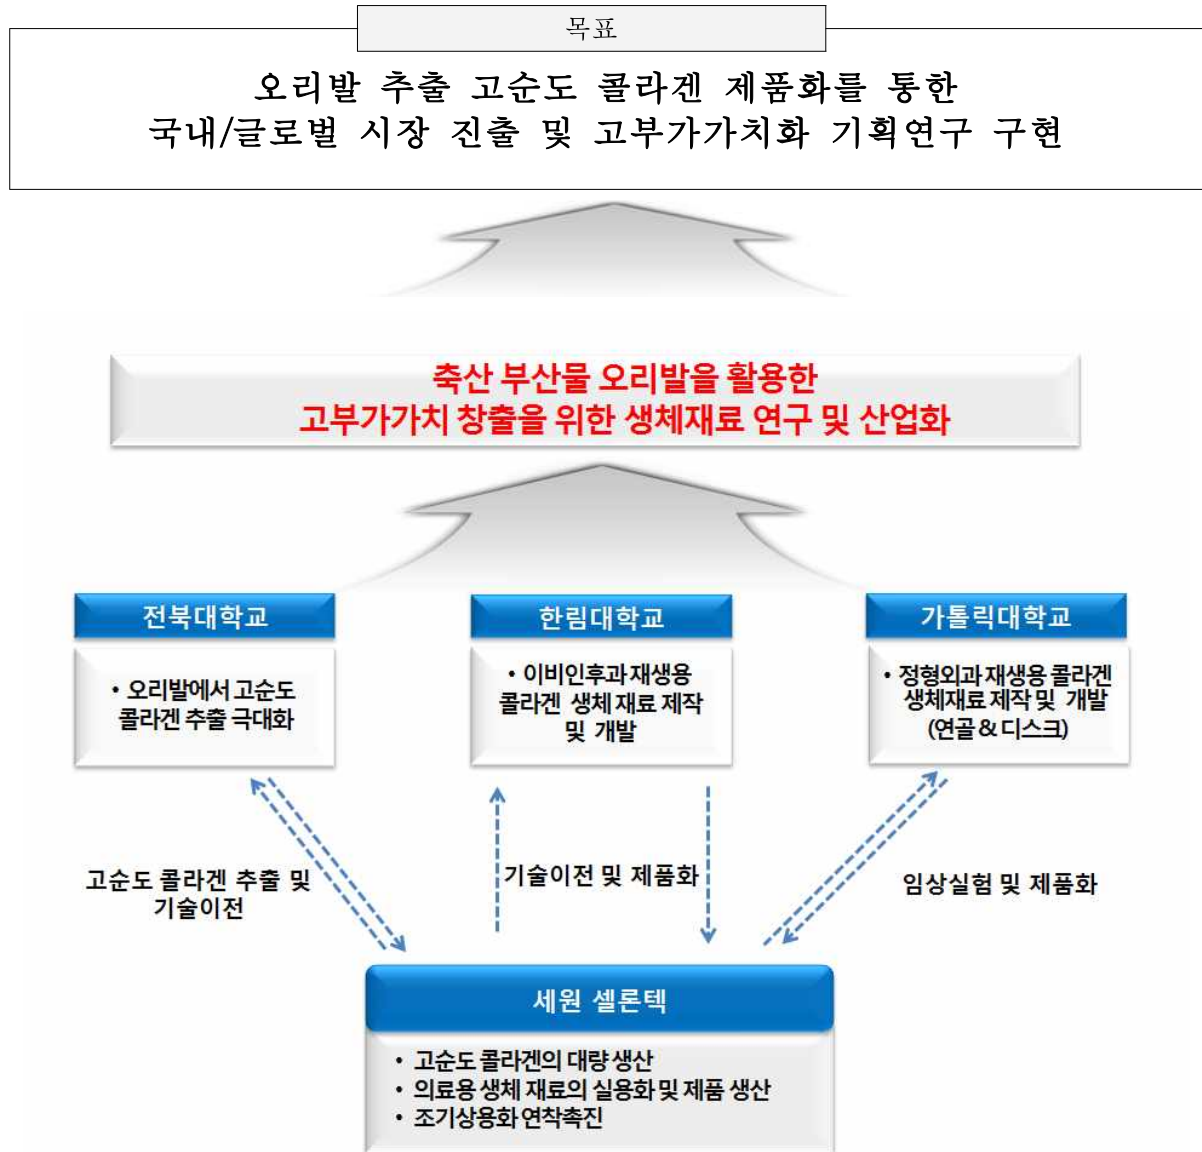 목표
오리발 추출 고순도 콜라겐 제품화를 통한
국내/글로벌 시장 진출 및 고부가가치화 기획연구 구현
축산 부산물 오리발을 활용한
고부가가치 창출을 위한 생체재료 연구 및 산업화
전북대학교
• 오리발에서 고순도
콜라겐 추출 극대화
한림대학교
• 이비인후과 재생용
콜라겐 생체 재료 제작
및 개발
가톨릭대학교
• 정형외과 재생용 콜라겐
생체재료 제작 및 개발
(연골 & 디스크)
고순도 콜라겐 추출 및
기술이전
기술이전 및 제품화
임상실험 및 제품화
세원 셀론텍
• 고순도 콜라겐의 대량 생산
• 의료용 생체 재료의 실용화 및 제품 생산
• 조기상용화 연착촉진